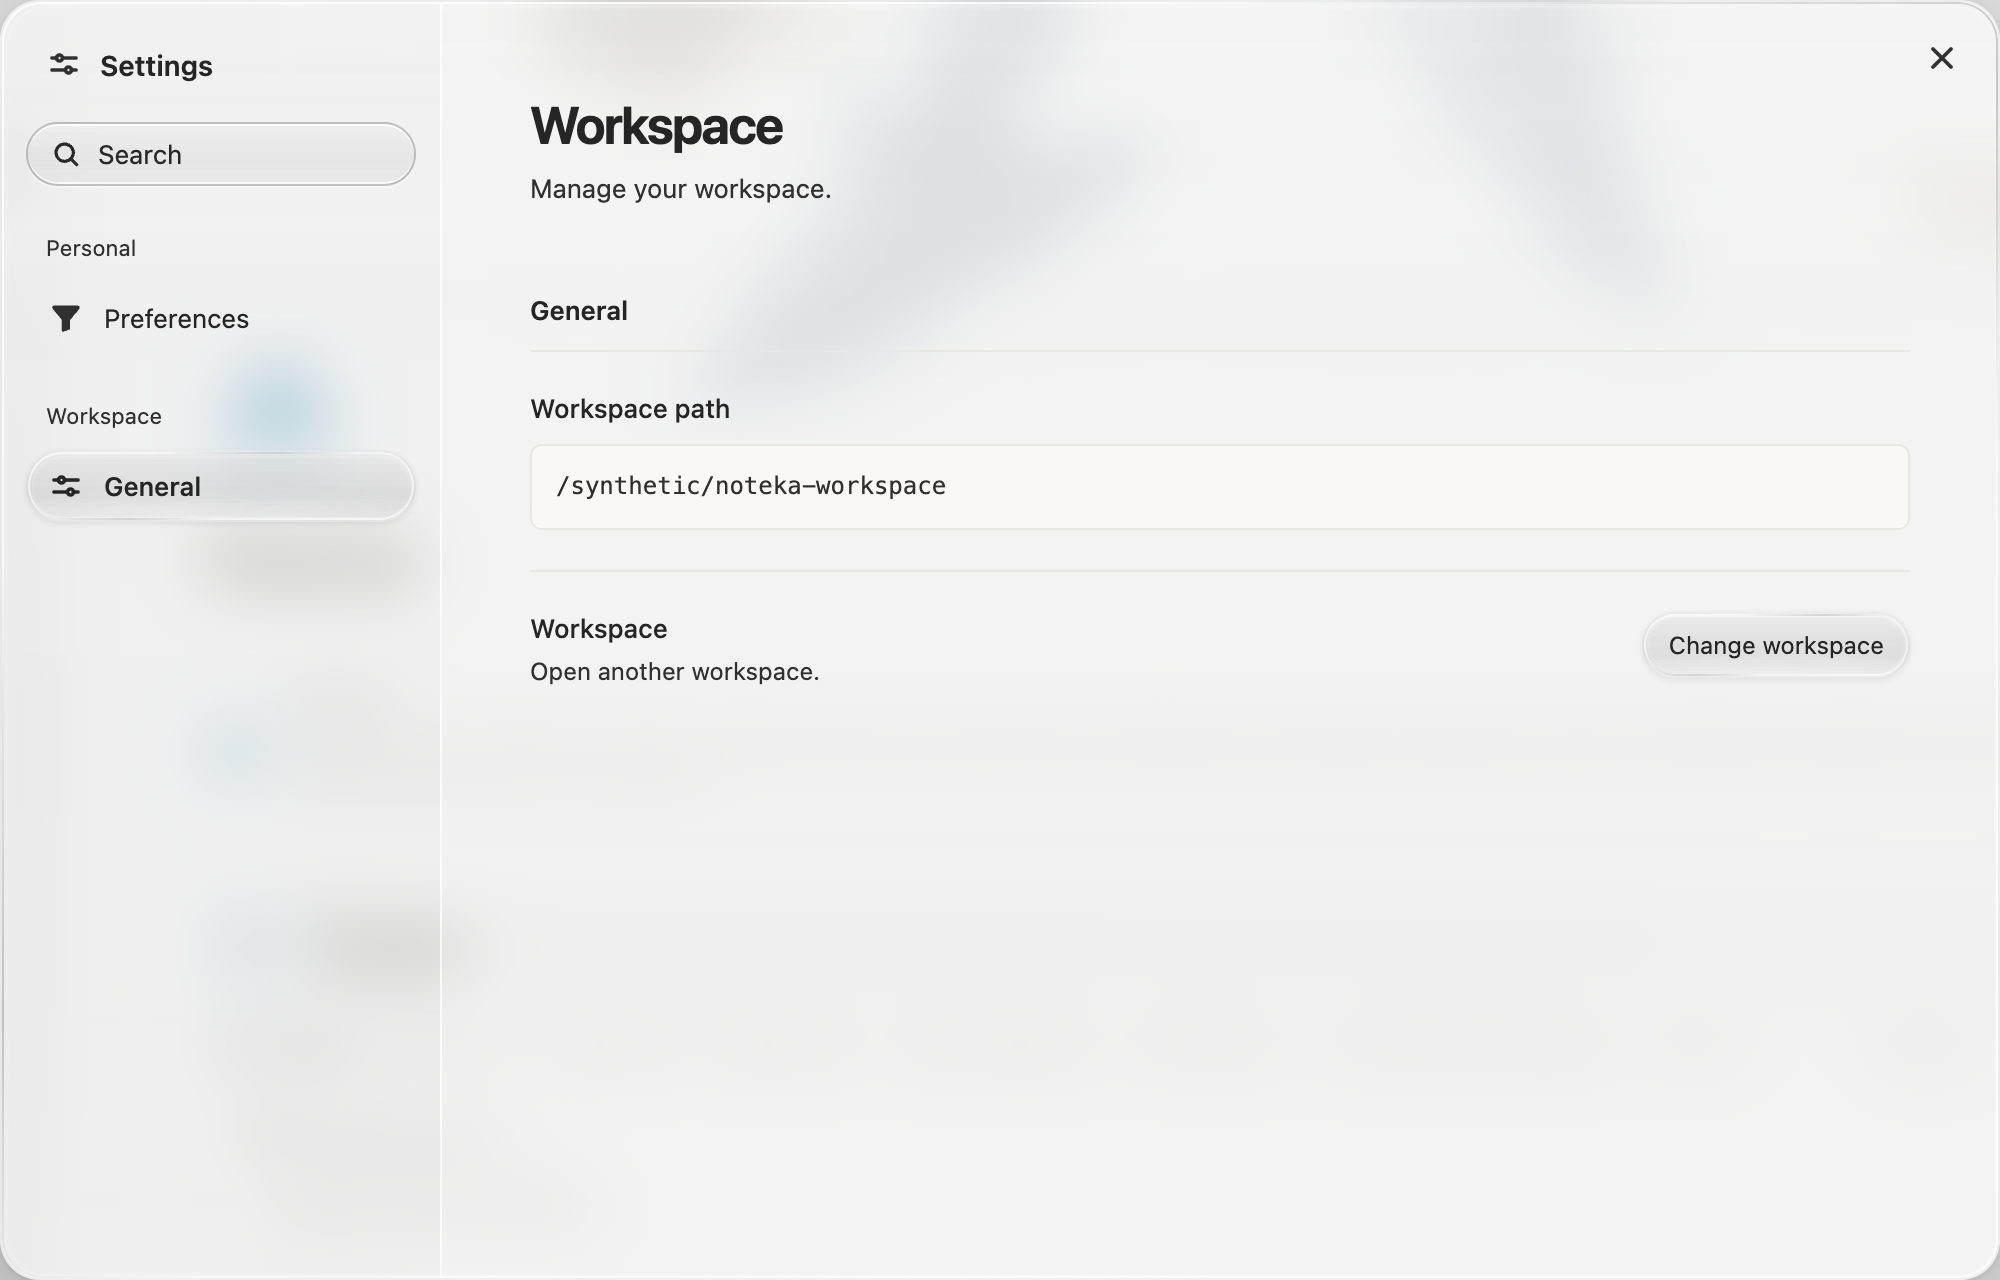 Settings
Search
Personal
Preferences
Workspace
General
Workspace
Manage your workspace.
General
Workspace path
/synthetic/noteka-workspace
Workspace
Open another workspace.
Change workspace